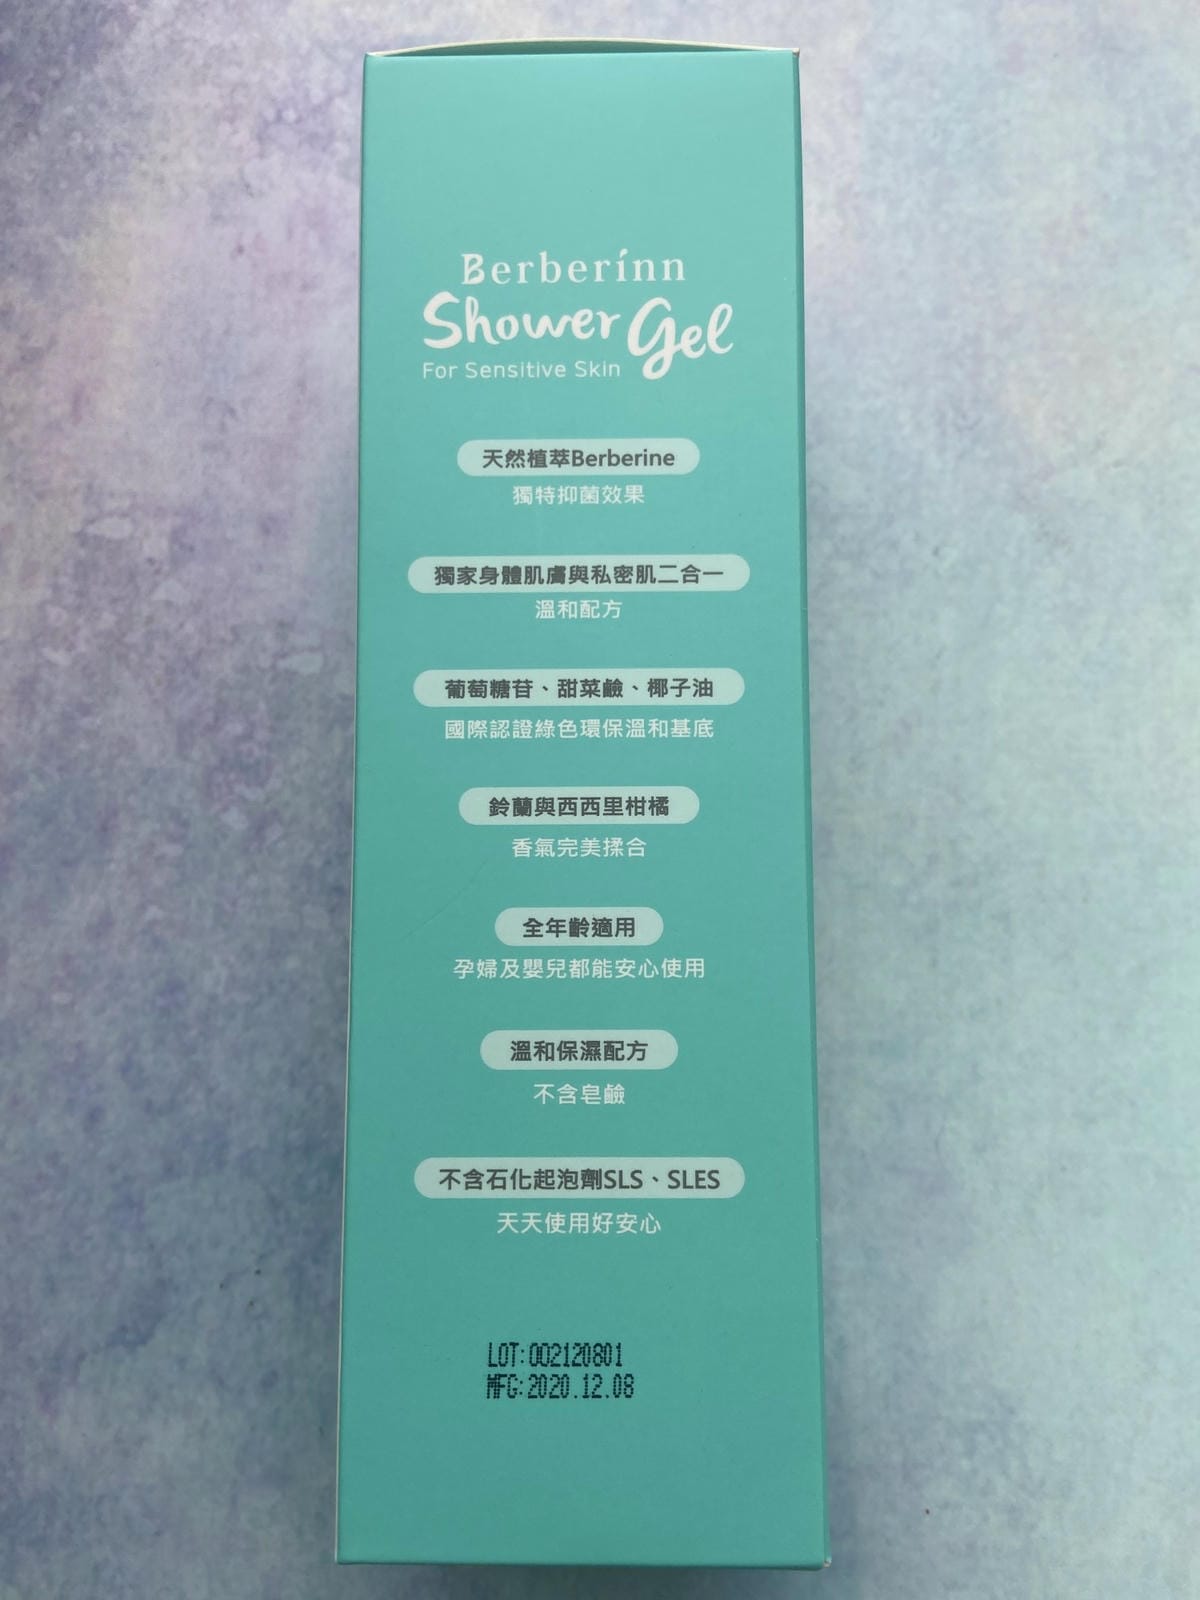 Berberínn
Shower Gel
For Sensitive Skin
天然植萃Berberine
獨特抑菌效果
獨家身體肌膚與私密肌二合一
溫和配方
葡萄糖苷、甜菜鹼、椰子油
國際認證綠色環保溫和基底
鈴蘭與西西里柑橘
香氣完美揉合
全年齡適用
孕婦及嬰兒都能安心使用
溫和保濕配方
不含皂鹼
不含石化起泡劑SLS、SLES
天天使用好安心
LOT:002120801
MFG:2020.12.08